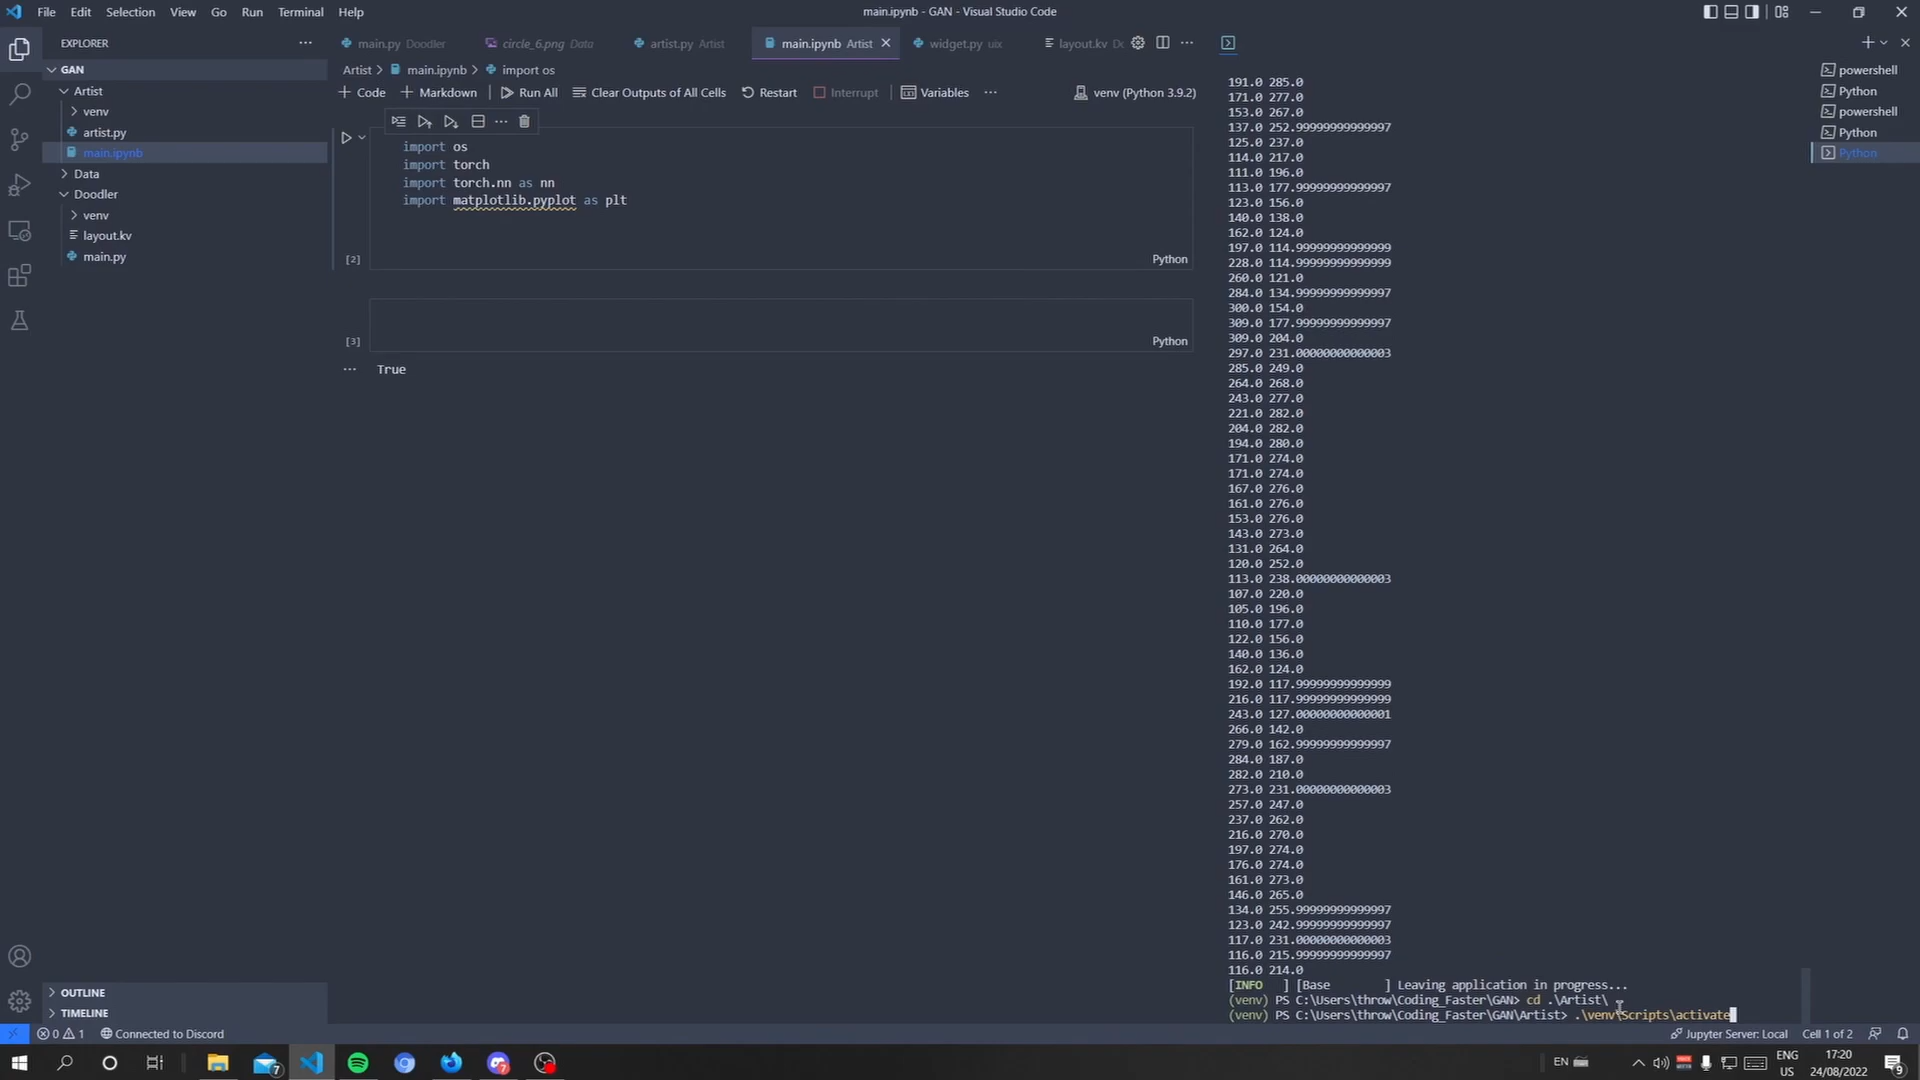 File Edit Selection View Go Run Terminal Help
main.ipynb - GAN - Visual Studio Code
EXPLORER
GAN
Artist
venv
artist.py
main.ipynb
Data
Doodler
venv
layout.kv
main.py
OUTLINE
TIMELINE
main.py Doodler
circle_6.png Data
artist.py Artist
main.ipynb Artist
widget.py uix
layout.kv Do
Artist > main.ipynb > import os
+ Code + Markdown Run All Clear Outputs of All Cells Restart Interrupt Variables ... venv (Python 3.9.2)
import os
import torch
import torch.nn as nn
import matplotlib.pyplot as plt
[2] Python
[3] Python
True
191.0 285.0
171.0 277.0
153.0 267.0
137.0 252.99999999999997
125.0 237.0
114.0 217.0
111.0 196.0
113.0 177.99999999999997
123.0 156.0
140.0 138.0
162.0 124.0
197.0 114.99999999999999
228.0 114.99999999999999
260.0 121.0
284.0 134.99999999999997
300.0 154.0
309.0 177.99999999999997
309.0 204.0
297.0 231.00000000000003
285.0 249.0
264.0 268.0
243.0 277.0
221.0 282.0
204.0 282.0
194.0 280.0
171.0 274.0
171.0 274.0
167.0 276.0
161.0 276.0
153.0 276.0
143.0 273.0
131.0 264.0
120.0 252.0
113.0 238.00000000000003
107.0 220.0
105.0 196.0
110.0 177.0
122.0 156.0
140.0 136.0
162.0 124.0
192.0 117.99999999999999
216.0 117.99999999999999
243.0 127.00000000000001
266.0 142.0
279.0 162.99999999999997
284.0 187.0
282.0 210.0
273.0 231.00000000000003
257.0 247.0
237.0 262.0
216.0 270.0
197.0 274.0
176.0 274.0
161.0 273.0
146.0 265.0
134.0 255.99999999999997
123.0 242.99999999999997
117.0 231.00000000000003
116.0 215.99999999999997
116.0 214.0
[INFO ] [Base ] Leaving application in progress...
(venv) PS C:\Users\throw\Coding_Faster\GAN> cd .\Artist\
(venv) PS C:\Users\throw\Coding_Faster\GAN\Artist> .\venv\Scripts\activate
powershell
Python
powershell
Python
Python
0 1 Connected to Discord
Jupyter Server: Local Cell 1 of 2
7
7
EN
ENG
US
17:20
24/08/2022
9